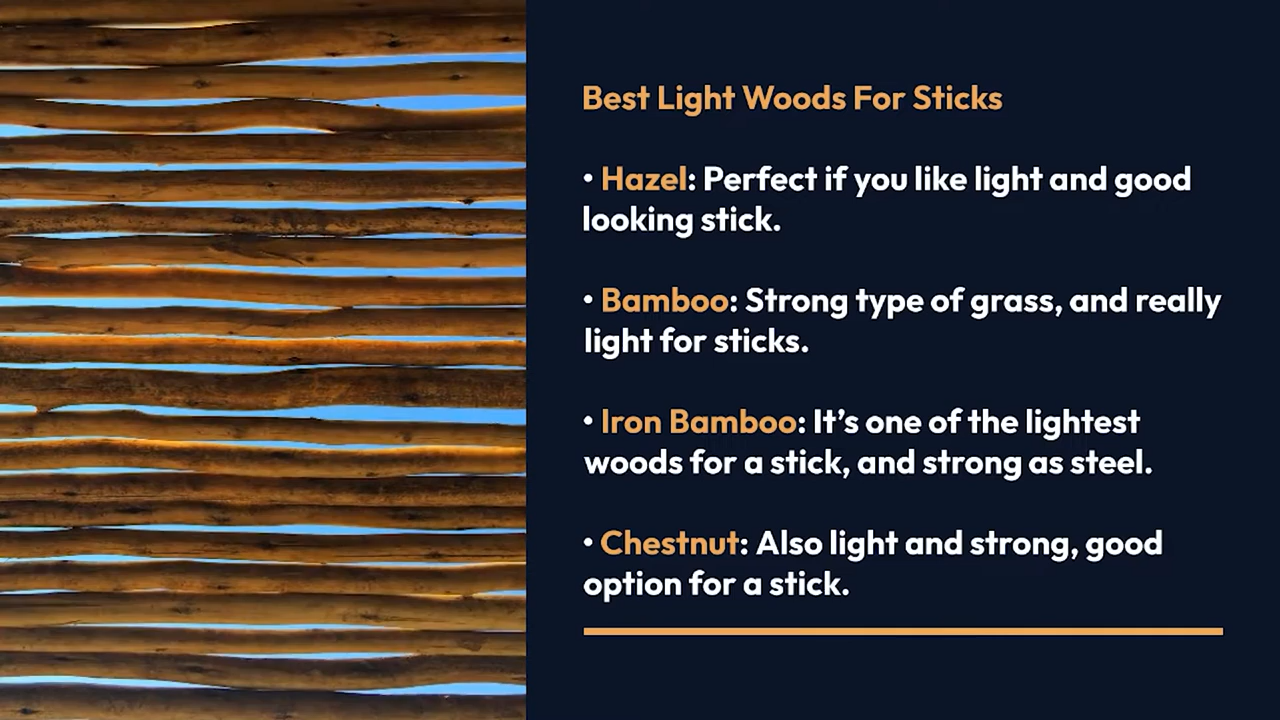 Best Light Woods For Sticks
• Hazel: Perfect if you like light and good
looking stick.
• Bamboo: Strong type of grass, and really
light for sticks.
• Iron Bamboo: It’s one of the lightest
woods for a stick, and strong as steel.
• Chestnut: Also light and strong, good
option for a stick.